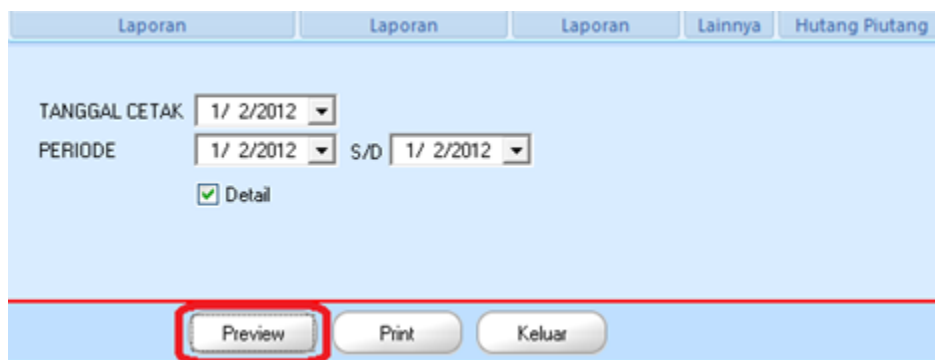 Laporan Laporan Laporan Lainnya Hutang Piutang
TANGGAL CETAK 1/ 2/2012
PERIODE 1/ 2/2012 S/D 1/ 2/2012
Detail
Preview Print Keluar